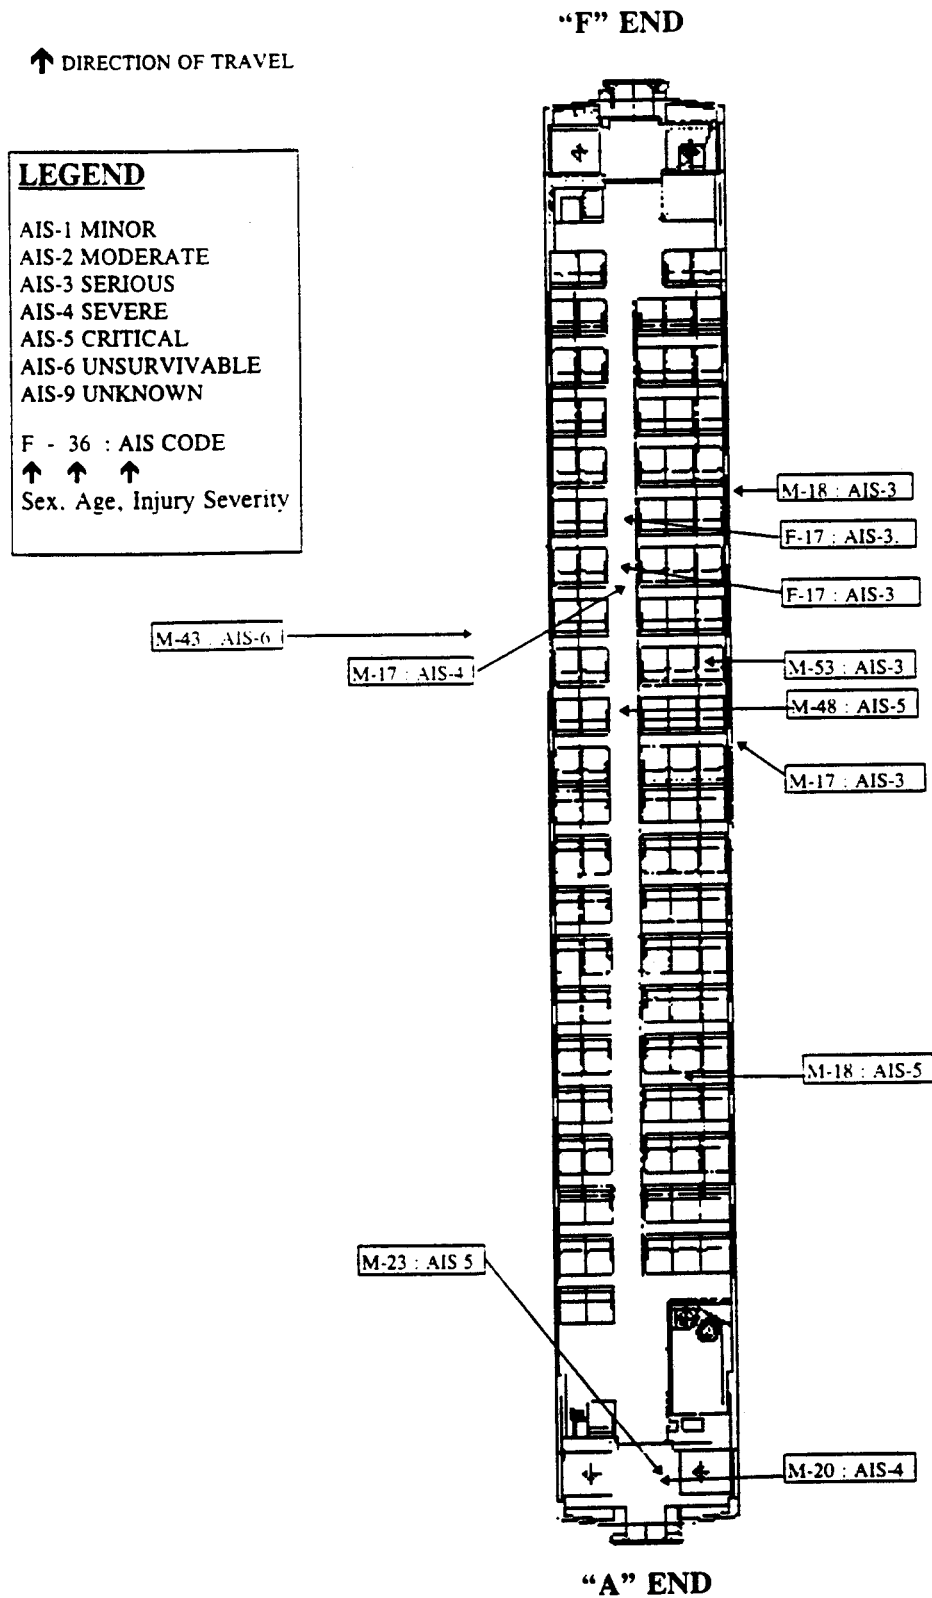 "F" END
↑ DIRECTION OF TRAVEL
LEGEND
AIS-1 MINOR
AIS-2 MODERATE
AIS-3 SERIOUS
AIS-4 SEVERE
AIS-5 CRITICAL
AIS-6 UNSURVIVABLE
AIS-9 UNKNOWN
F - 36 : AIS CODE
↑ ↑ ↑
Sex. Age, Injury Severity
M-18 : AIS-3
F-17 : AIS-3.
F-17 : AIS-3
M-43 : AIS-6
M-17 : AIS-4
M-53 : AIS-3
M-48 : AIS-5
M-17 : AIS-3
M-18 : AIS-5
M-23 : AIS 5
M-20 : AIS-4
"A" END